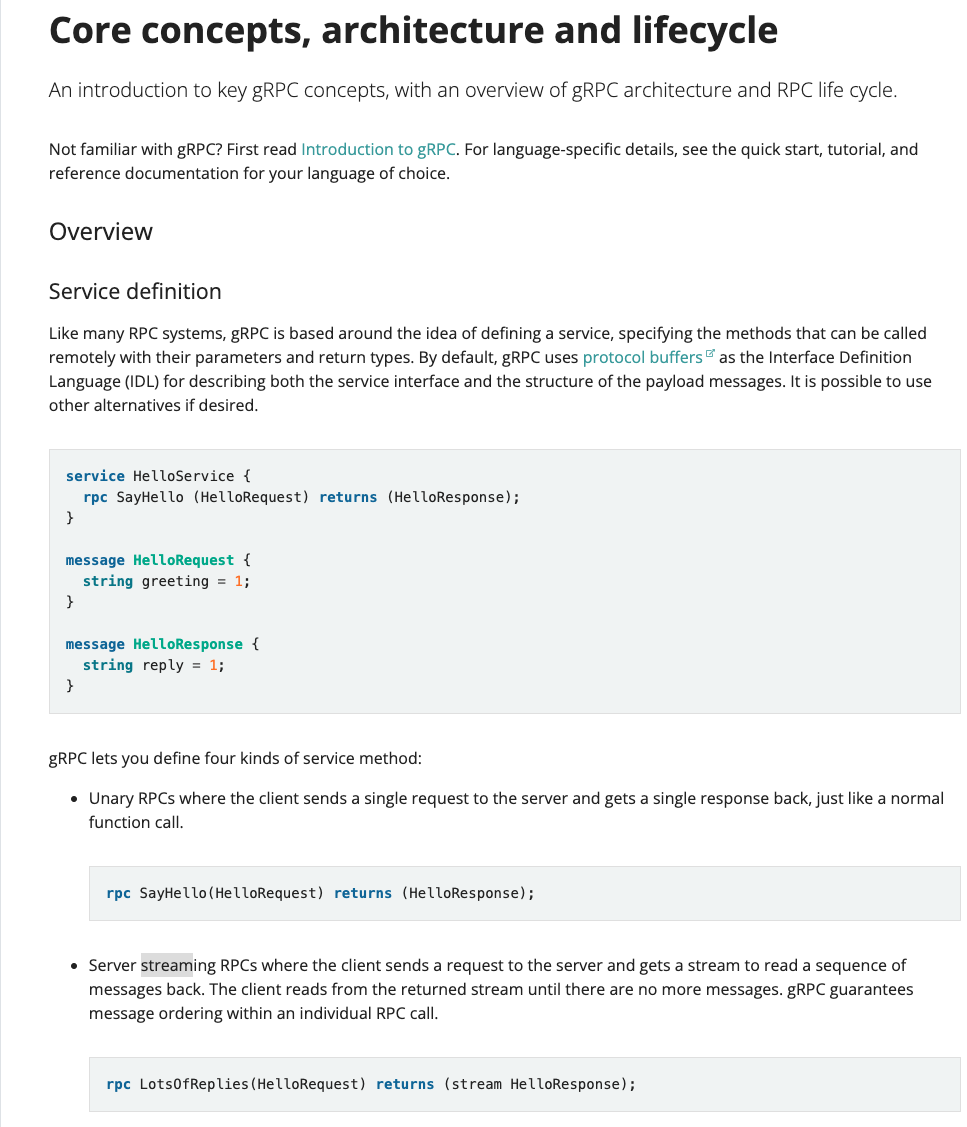 Core concepts, architecture and lifecycle
An introduction to key gRPC concepts, with an overview of gRPC architecture and RPC life cycle.
Not familiar with gRPC? First read Introduction to gRPC. For language-specific details, see the quick start, tutorial, and
reference documentation for your language of choice.
Overview
Service definition
Like many RPC systems, gRPC is based around the idea of defining a service, specifying the methods that can be called
remotely with their parameters and return types. By default, gRPC uses protocol buffers as the Interface Definition
Language (IDL) for describing both the service interface and the structure of the payload messages. It is possible to use
other alternatives if desired.
service HelloService {
  rpc SayHello (HelloRequest) returns (HelloResponse);
}
message HelloRequest {
  string greeting = 1;
}
message HelloResponse {
  string reply = 1;
}
gRPC lets you define four kinds of service method:
• Unary RPCs where the client sends a single request to the server and gets a single response back, just like a normal
function call.
rpc SayHello(HelloRequest) returns (HelloResponse);
• Server streaming RPCs where the client sends a request to the server and gets a stream to read a sequence of
messages back. The client reads from the returned stream until there are no more messages. gRPC guarantees
message ordering within an individual RPC call.
rpc LotsOfReplies(HelloRequest) returns (stream HelloResponse);